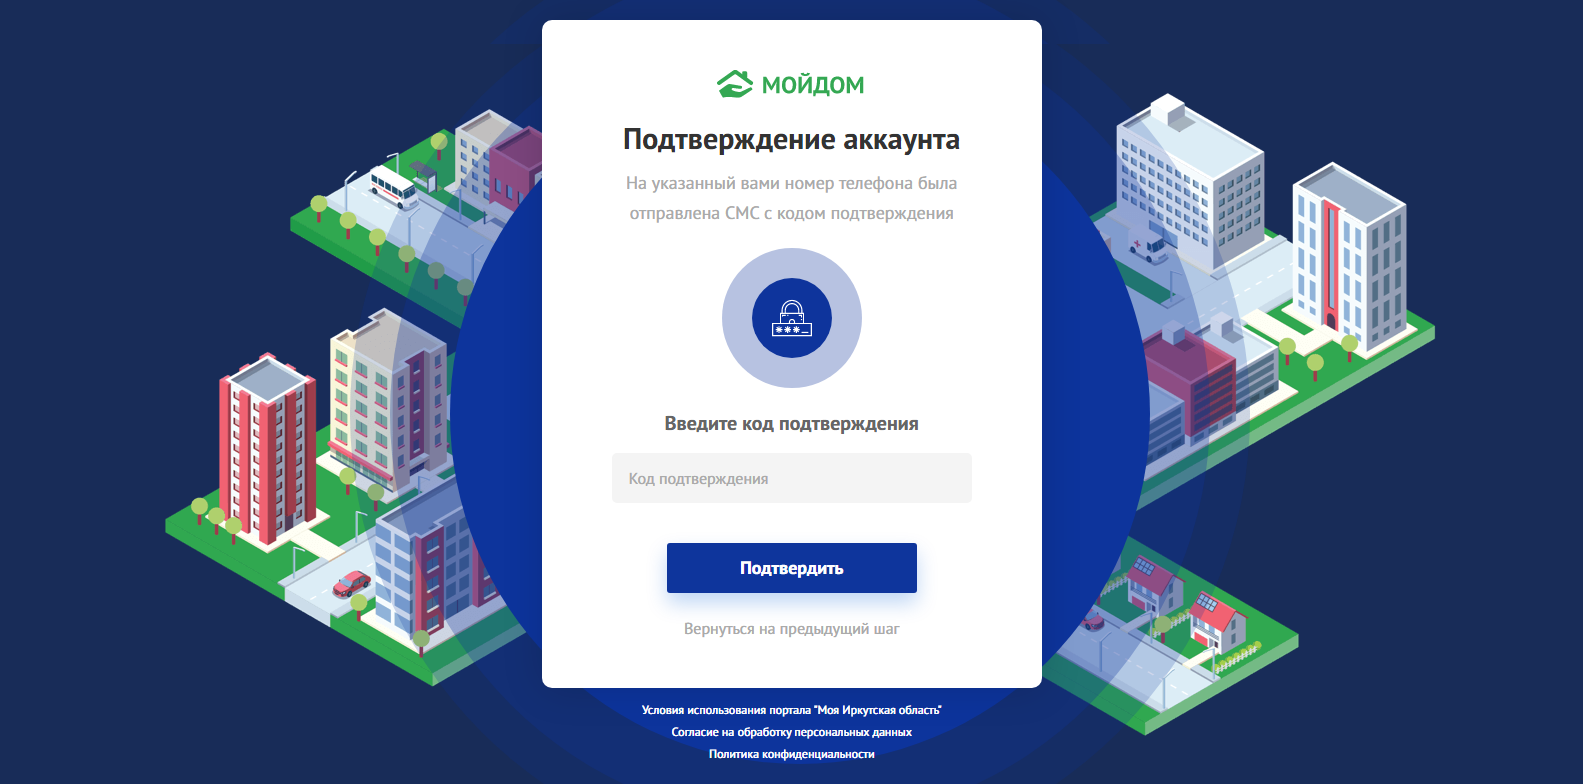 МОЙДОМ
Подтверждение аккаунта
На указанный вами номер телефона была
отправлена СМС с кодом подтверждения
***_
Введите код подтверждения
Код подтверждения
Подтвердить
Вернуться на предыдущий шаг
Условия использования портала "Моя Иркутская область"
Согласие на обработку персональных данных
Политика конфиденциальности